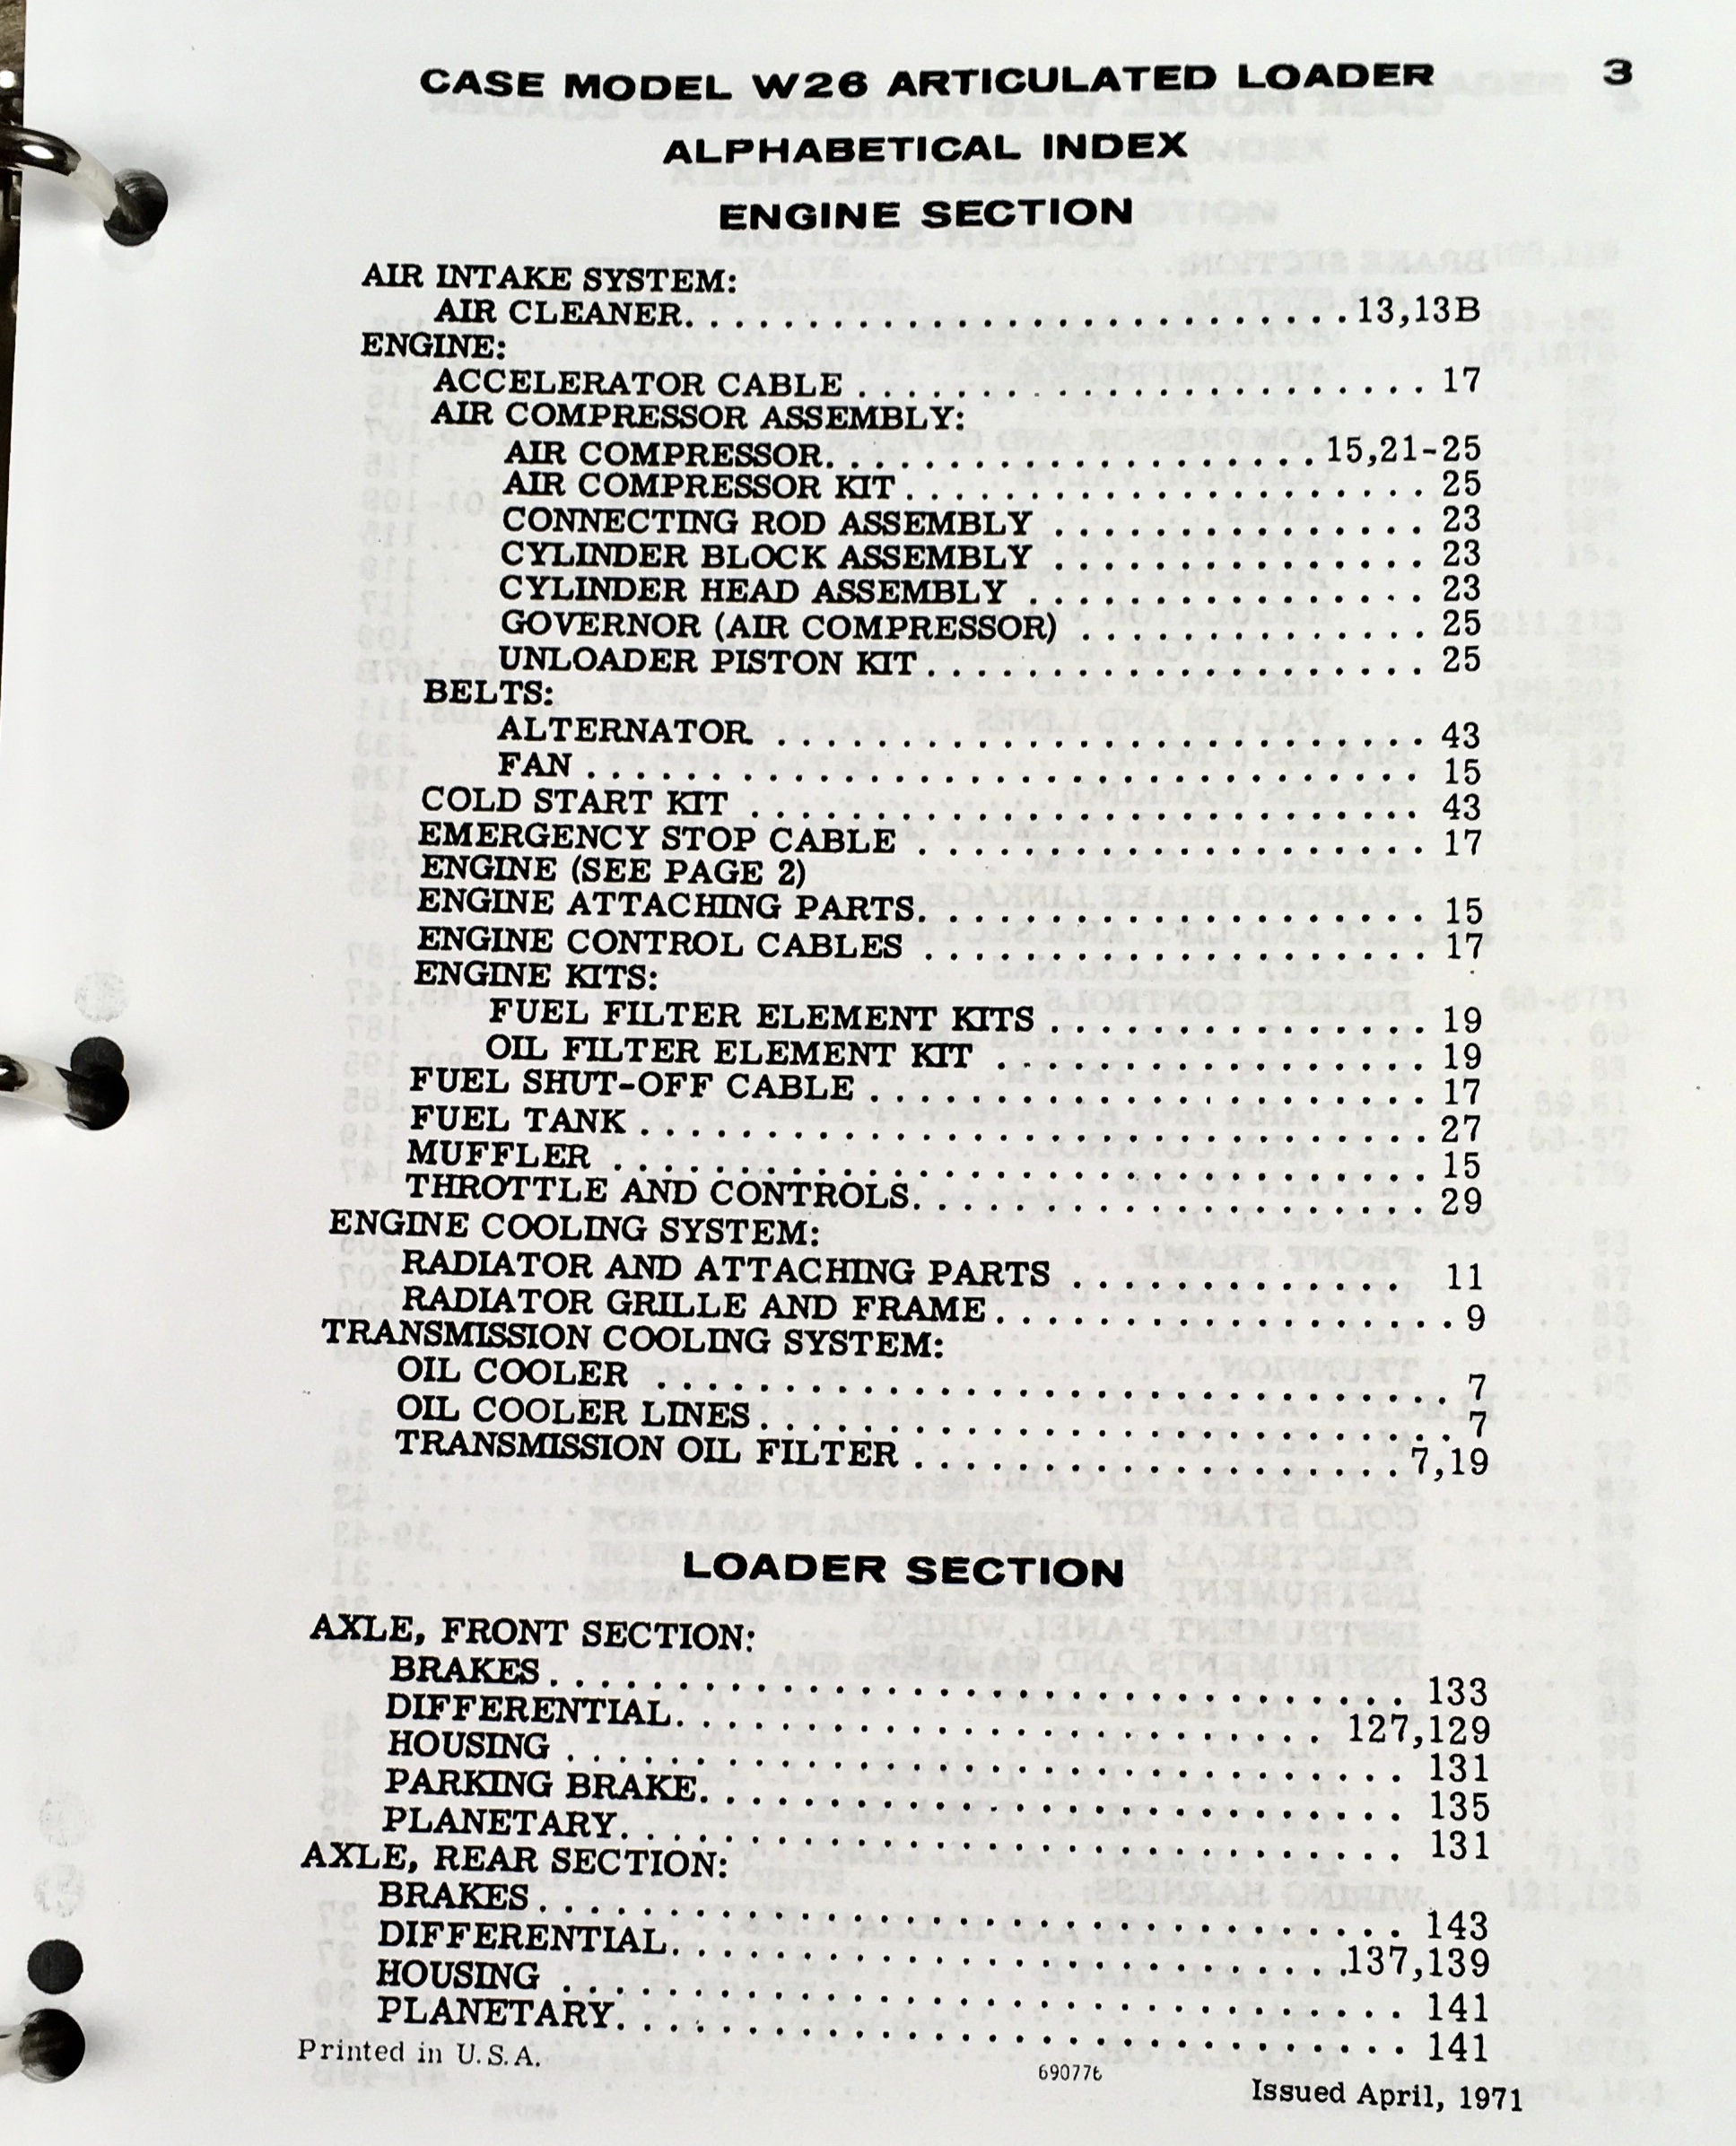 CASE MODEL W26 ARTICULATED LOADER 3
ALPHABETICAL INDEX
ENGINE SECTION
AIR INTAKE SYSTEM:
AIR CLEANER. . . . . . . . . . . . . . . . . . . . . . . . . . . 13,13B
ENGINE:
ACCELERATOR CABLE . . . . . . . . . . . . . . . . . . . . . . . . 17
AIR COMPRESSOR ASSEMBLY:
AIR COMPRESSOR. . . . . . . . . . . . . . . . . . . . 15,21-25
AIR COMPRESSOR KIT . . . . . . . . . . . . . . . . . . . . . 25
CONNECTING ROD ASSEMBLY . . . . . . . . . . . . . . . 23
CYLINDER BLOCK ASSEMBLY . . . . . . . . . . . . . . . 23
CYLINDER HEAD ASSEMBLY . . . . . . . . . . . . . . . . 23
GOVERNOR (AIR COMPRESSOR) . . . . . . . . . . . . . . 25
UNLOADER PISTON KIT . . . . . . . . . . . . . . . . . . . . 25
BELTS:
ALTERNATOR . . . . . . . . . . . . . . . . . . . . . . . . . . 43
FAN . . . . . . . . . . . . . . . . . . . . . . . . . . . . . . . . . 15
COLD START KIT . . . . . . . . . . . . . . . . . . . . . . . . . . . 43
EMERGENCY STOP CABLE . . . . . . . . . . . . . . . . . . . . 17
ENGINE (SEE PAGE 2)
ENGINE ATTACHING PARTS. . . . . . . . . . . . . . . . . . . . . 15
ENGINE CONTROL CABLES . . . . . . . . . . . . . . . . . . . . 17
ENGINE KITS:
FUEL FILTER ELEMENT KITS . . . . . . . . . . . . . . . 19
OIL FILTER ELEMENT KIT . . . . . . . . . . . . . . . . . 19
FUEL SHUT-OFF CABLE . . . . . . . . . . . . . . . . . . . . . . 17
FUEL TANK . . . . . . . . . . . . . . . . . . . . . . . . . . . . . . . 27
MUFFLER . . . . . . . . . . . . . . . . . . . . . . . . . . . . . . . . 15
THROTTLE AND CONTROLS. . . . . . . . . . . . . . . . . . . . . 29
ENGINE COOLING SYSTEM:
RADIATOR AND ATTACHING PARTS . . . . . . . . . . . . . 11
RADIATOR GRILLE AND FRAME . . . . . . . . . . . . . . . . . . 9
TRANSMISSION COOLING SYSTEM:
OIL COOLER . . . . . . . . . . . . . . . . . . . . . . . . . . . . . . . 7
OIL COOLER LINES . . . . . . . . . . . . . . . . . . . . . . . . . . . 7
TRANSMISSION OIL FILTER . . . . . . . . . . . . . . . . . . . . 7,19
LOADER SECTION
AXLE, FRONT SECTION:
BRAKES . . . . . . . . . . . . . . . . . . . . . . . . . . . . . . . . . 133
DIFFERENTIAL. . . . . . . . . . . . . . . . . . . . . . . . . . 127,129
HOUSING . . . . . . . . . . . . . . . . . . . . . . . . . . . . . . . . 131
PARKING BRAKE. . . . . . . . . . . . . . . . . . . . . . . . . . . 135
PLANETARY. . . . . . . . . . . . . . . . . . . . . . . . . . . . . . 131
AXLE, REAR SECTION:
BRAKES . . . . . . . . . . . . . . . . . . . . . . . . . . . . . . . . . 143
DIFFERENTIAL. . . . . . . . . . . . . . . . . . . . . . . . . . 137,139
HOUSING . . . . . . . . . . . . . . . . . . . . . . . . . . . . . . . . 141
PLANETARY. . . . . . . . . . . . . . . . . . . . . . . . . . . . . . 141
Printed in U.S.A.
Issued April, 1971